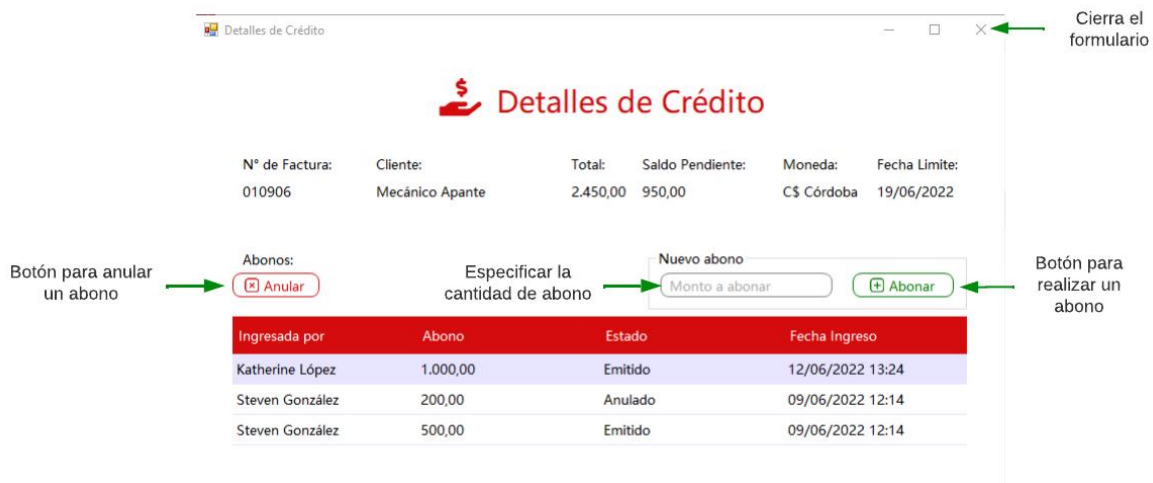 Cierra el
formulario
Detalles de Crédito
Detalles de Crédito
N° de Factura: Cliente: Total: Saldo Pendiente: Moneda: Fecha Limite:
010906 Mecánico Apante 2.450,00 950,00 C$ Córdoba 19/06/2022
Botón para anular
un abono
Abonos:
Anular
Especificar la
cantidad de abono
Nuevo abono
Monto a abonar
Abonar
Botón para
realizar un
abono
Ingresada por Abono Estado Fecha Ingreso
Katherine López 1.000,00 Emitido 12/06/2022 13:24
Steven González 200,00 Anulado 09/06/2022 12:14
Steven González 500,00 Emitido 09/06/2022 12:14